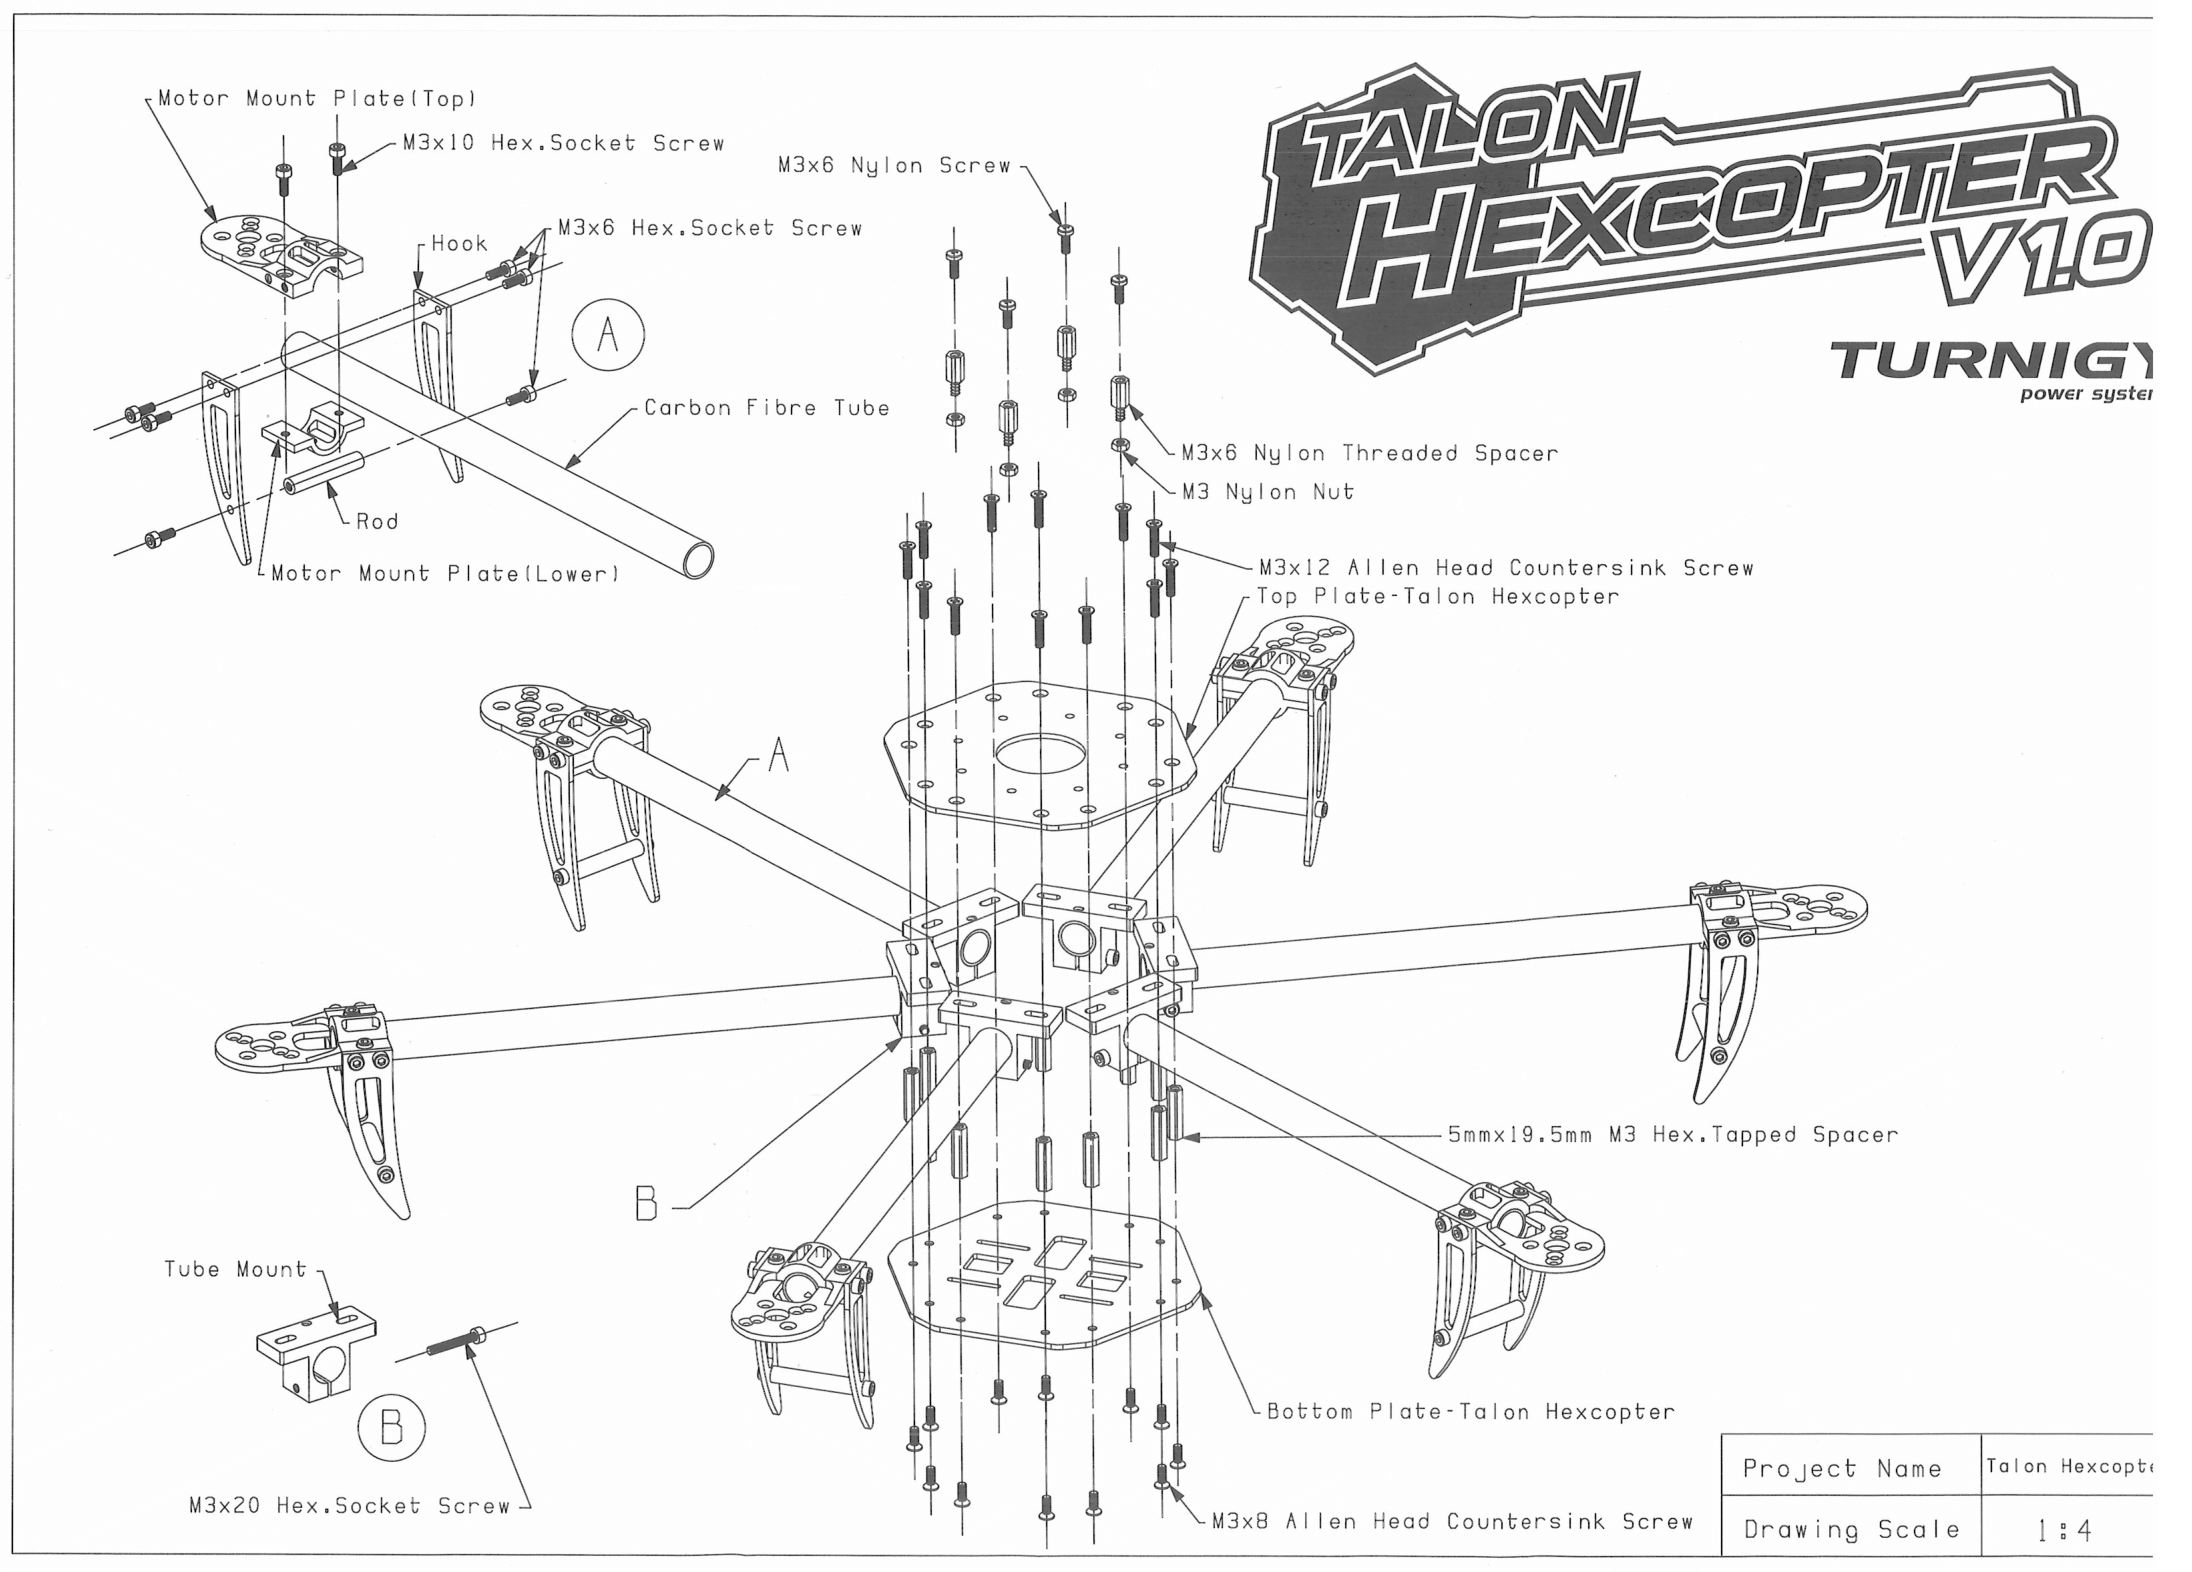 TALON
HEXCOPTER
V1.0
TURNIGY
power system
Motor Mount Plate(Top)
M3x10 Hex.Socket Screw
M3x6 Nylon Screw
Hook
M3x6 Hex.Socket Screw
A
Carbon Fibre Tube
M3x6 Nylon Threaded Spacer
M3 Nylon Nut
Rod
Motor Mount Plate(Lower)
M3x12 Allen Head Countersink Screw
Top Plate-Talon Hexcopter
A
5mmx19.5mm M3 Hex.Tapped Spacer
B
Tube Mount
B
M3x20 Hex.Socket Screw
Bottom Plate-Talon Hexcopter
M3x8 Allen Head Countersink Screw
Project Name Talon Hexcopte
Drawing Scale 1:4